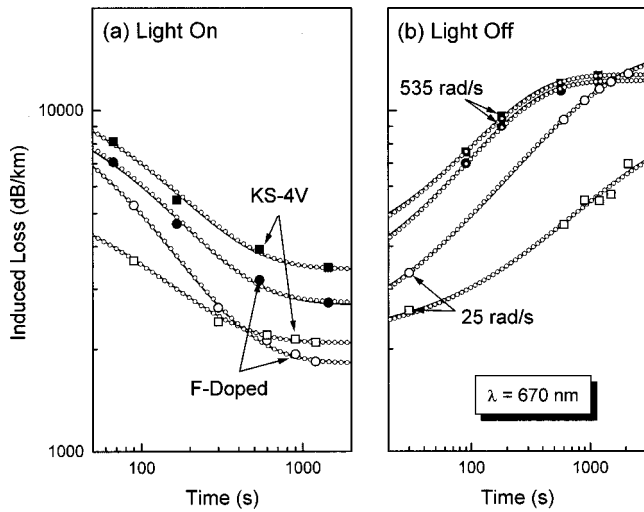 (a) Light On
(b) Light Off
Induced Loss (dB/km)
10000
1000
KS-4V
F-Doped
535 rad/s
25 rad/s
λ = 670 nm
100
1000
100
1000
Time (s)
Time (s)